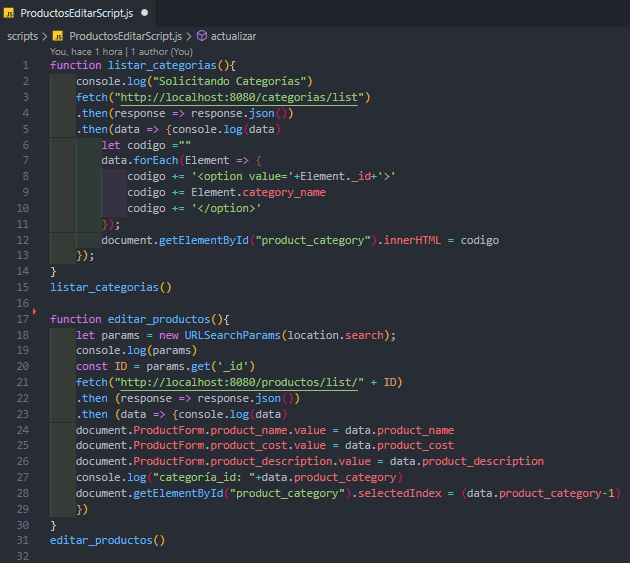 JS ProductosEditarScript.js ●
scripts > JS ProductosEditarScript.js > actualizar
You, hace 1 hora | 1 author (You)
1 function listar_categorias(){
2     console.log("Solicitando Categorías")
3     fetch("http://localhost:8080/categorias/list")
4     .then(response => response.json())
5     .then(data => {console.log(data)
6         let codigo =""
7         data.forEach(Element => {
8             codigo += '<option value='+Element._id+'>'
9             codigo += Element.category_name
10             codigo += '</option>'
11         });
12         document.getElementById("product_category").innerHTML = codigo
13     });
14 }
15 listar_categorias()
16
17 function editar_productos(){
18     let params = new URLSearchParams(location.search);
19     console.log(params)
20     const ID = params.get('_id')
21     fetch("http://localhost:8080/productos/list/" + ID)
22     .then (response => response.json())
23     .then (data => {console.log(data)
24     document.ProductForm.product_name.value = data.product_name
25     document.ProductForm.product_cost.value = data.product_cost
26     document.ProductForm.product_description.value = data.product_description
27     console.log("categoría_id: "+data.product_category)
28     document.getElementById("product_category").selectedIndex = (data.product_category-1)
29     })
30 }
31 editar_productos()
32